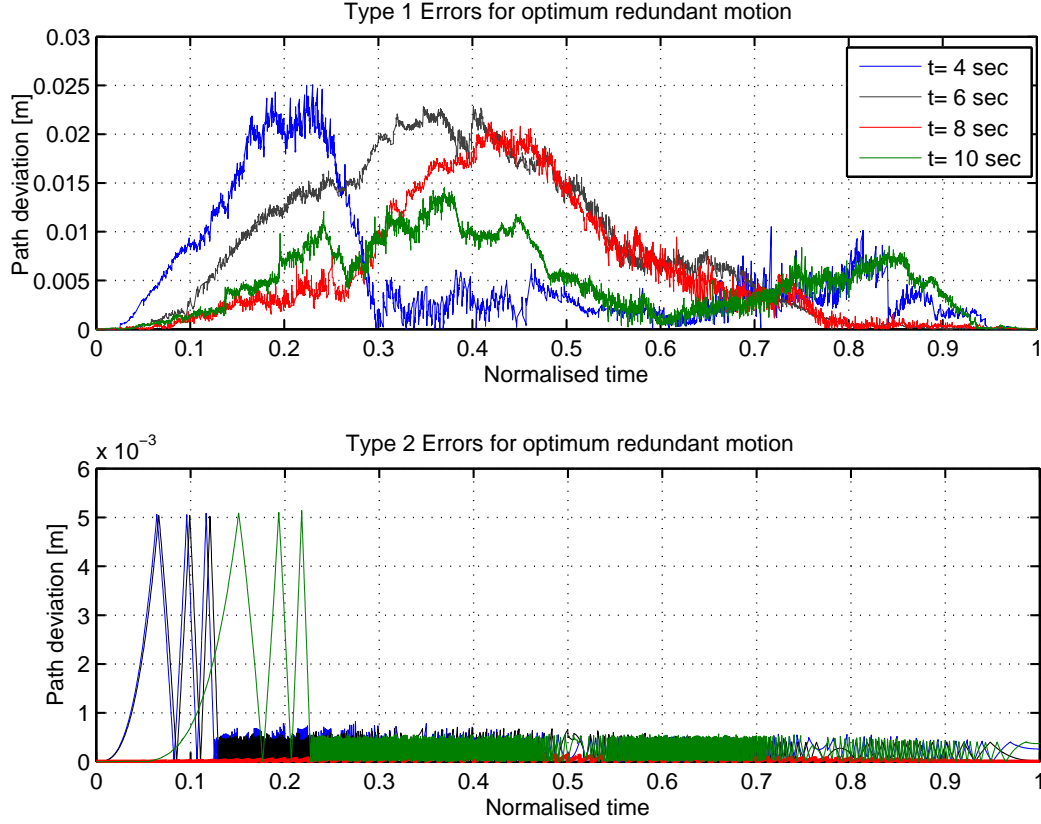 Type 1 Errors for optimum redundant motion
0.03
0.025
0.02
0.015
0.01
0.005
0
Path deviation [m]
t= 4 sec
t= 6 sec
t= 8 sec
t= 10 sec
0 0.1 0.2 0.3 0.4 0.5 0.6 0.7 0.8 0.9 1
Normalised time
x 10−3
Type 2 Errors for optimum redundant motion
6
5
4
3
2
1
0
Path deviation [m]
0 0.1 0.2 0.3 0.4 0.5 0.6 0.7 0.8 0.9 1
Normalised time